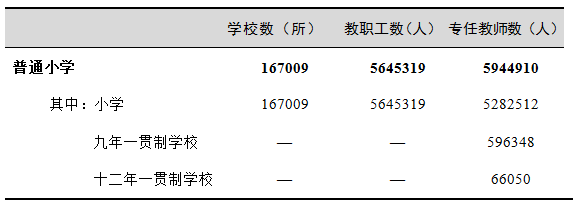 学校数（所） 教职工数(人) 专任教师数（人）
普通小学 167009 5645319 5944910
其中：小学 167009 5645319 5282512
九年一贯制学校 — — 596348
十二年一贯制学校 — — 66050